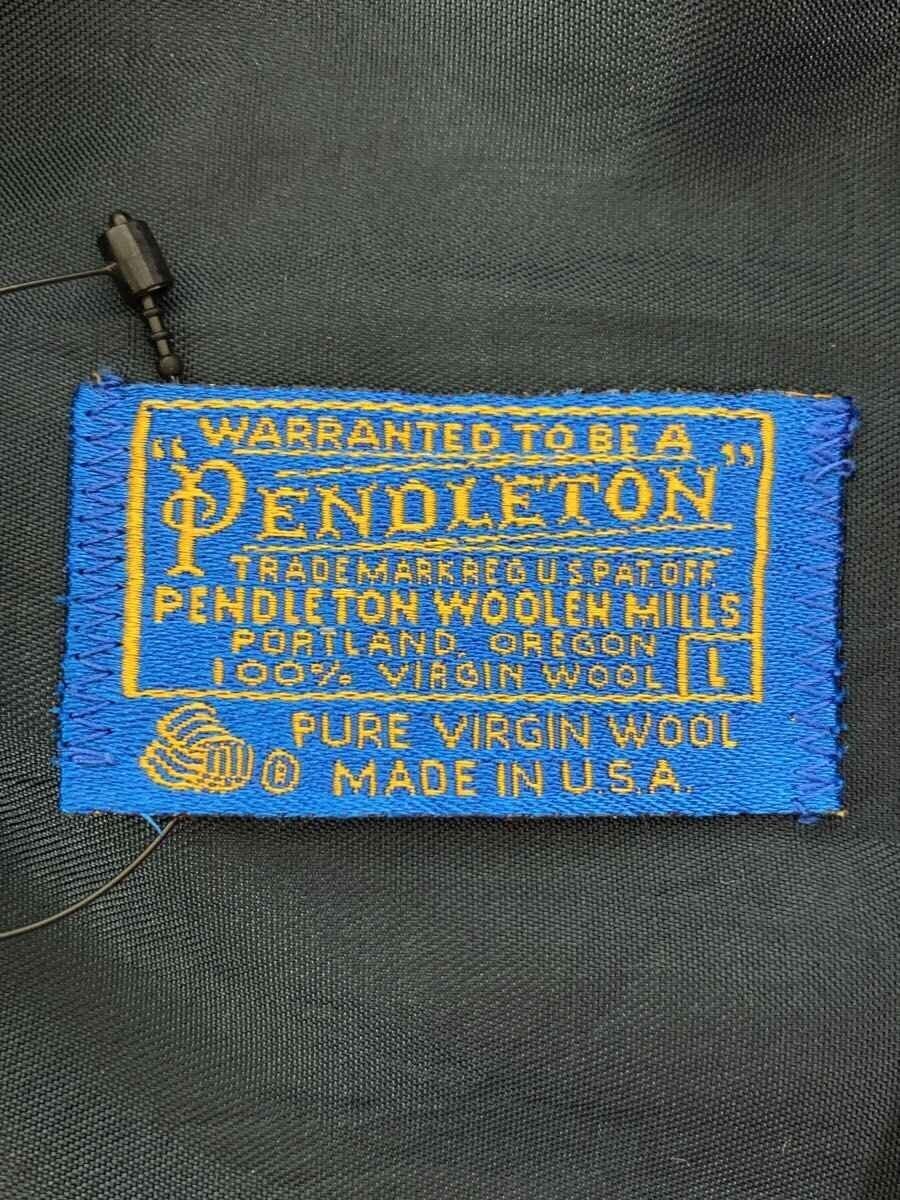 WARRANTED TO BE A
"PENDLETON"
TRADEMARK REG U.S. PAT. OFF.
PENDLETON WOOLEN MILLS
PORTLAND, OREGON
100% VIRGIN WOOL L
PURE VIRGIN WOOL
® MADE IN U.S.A.